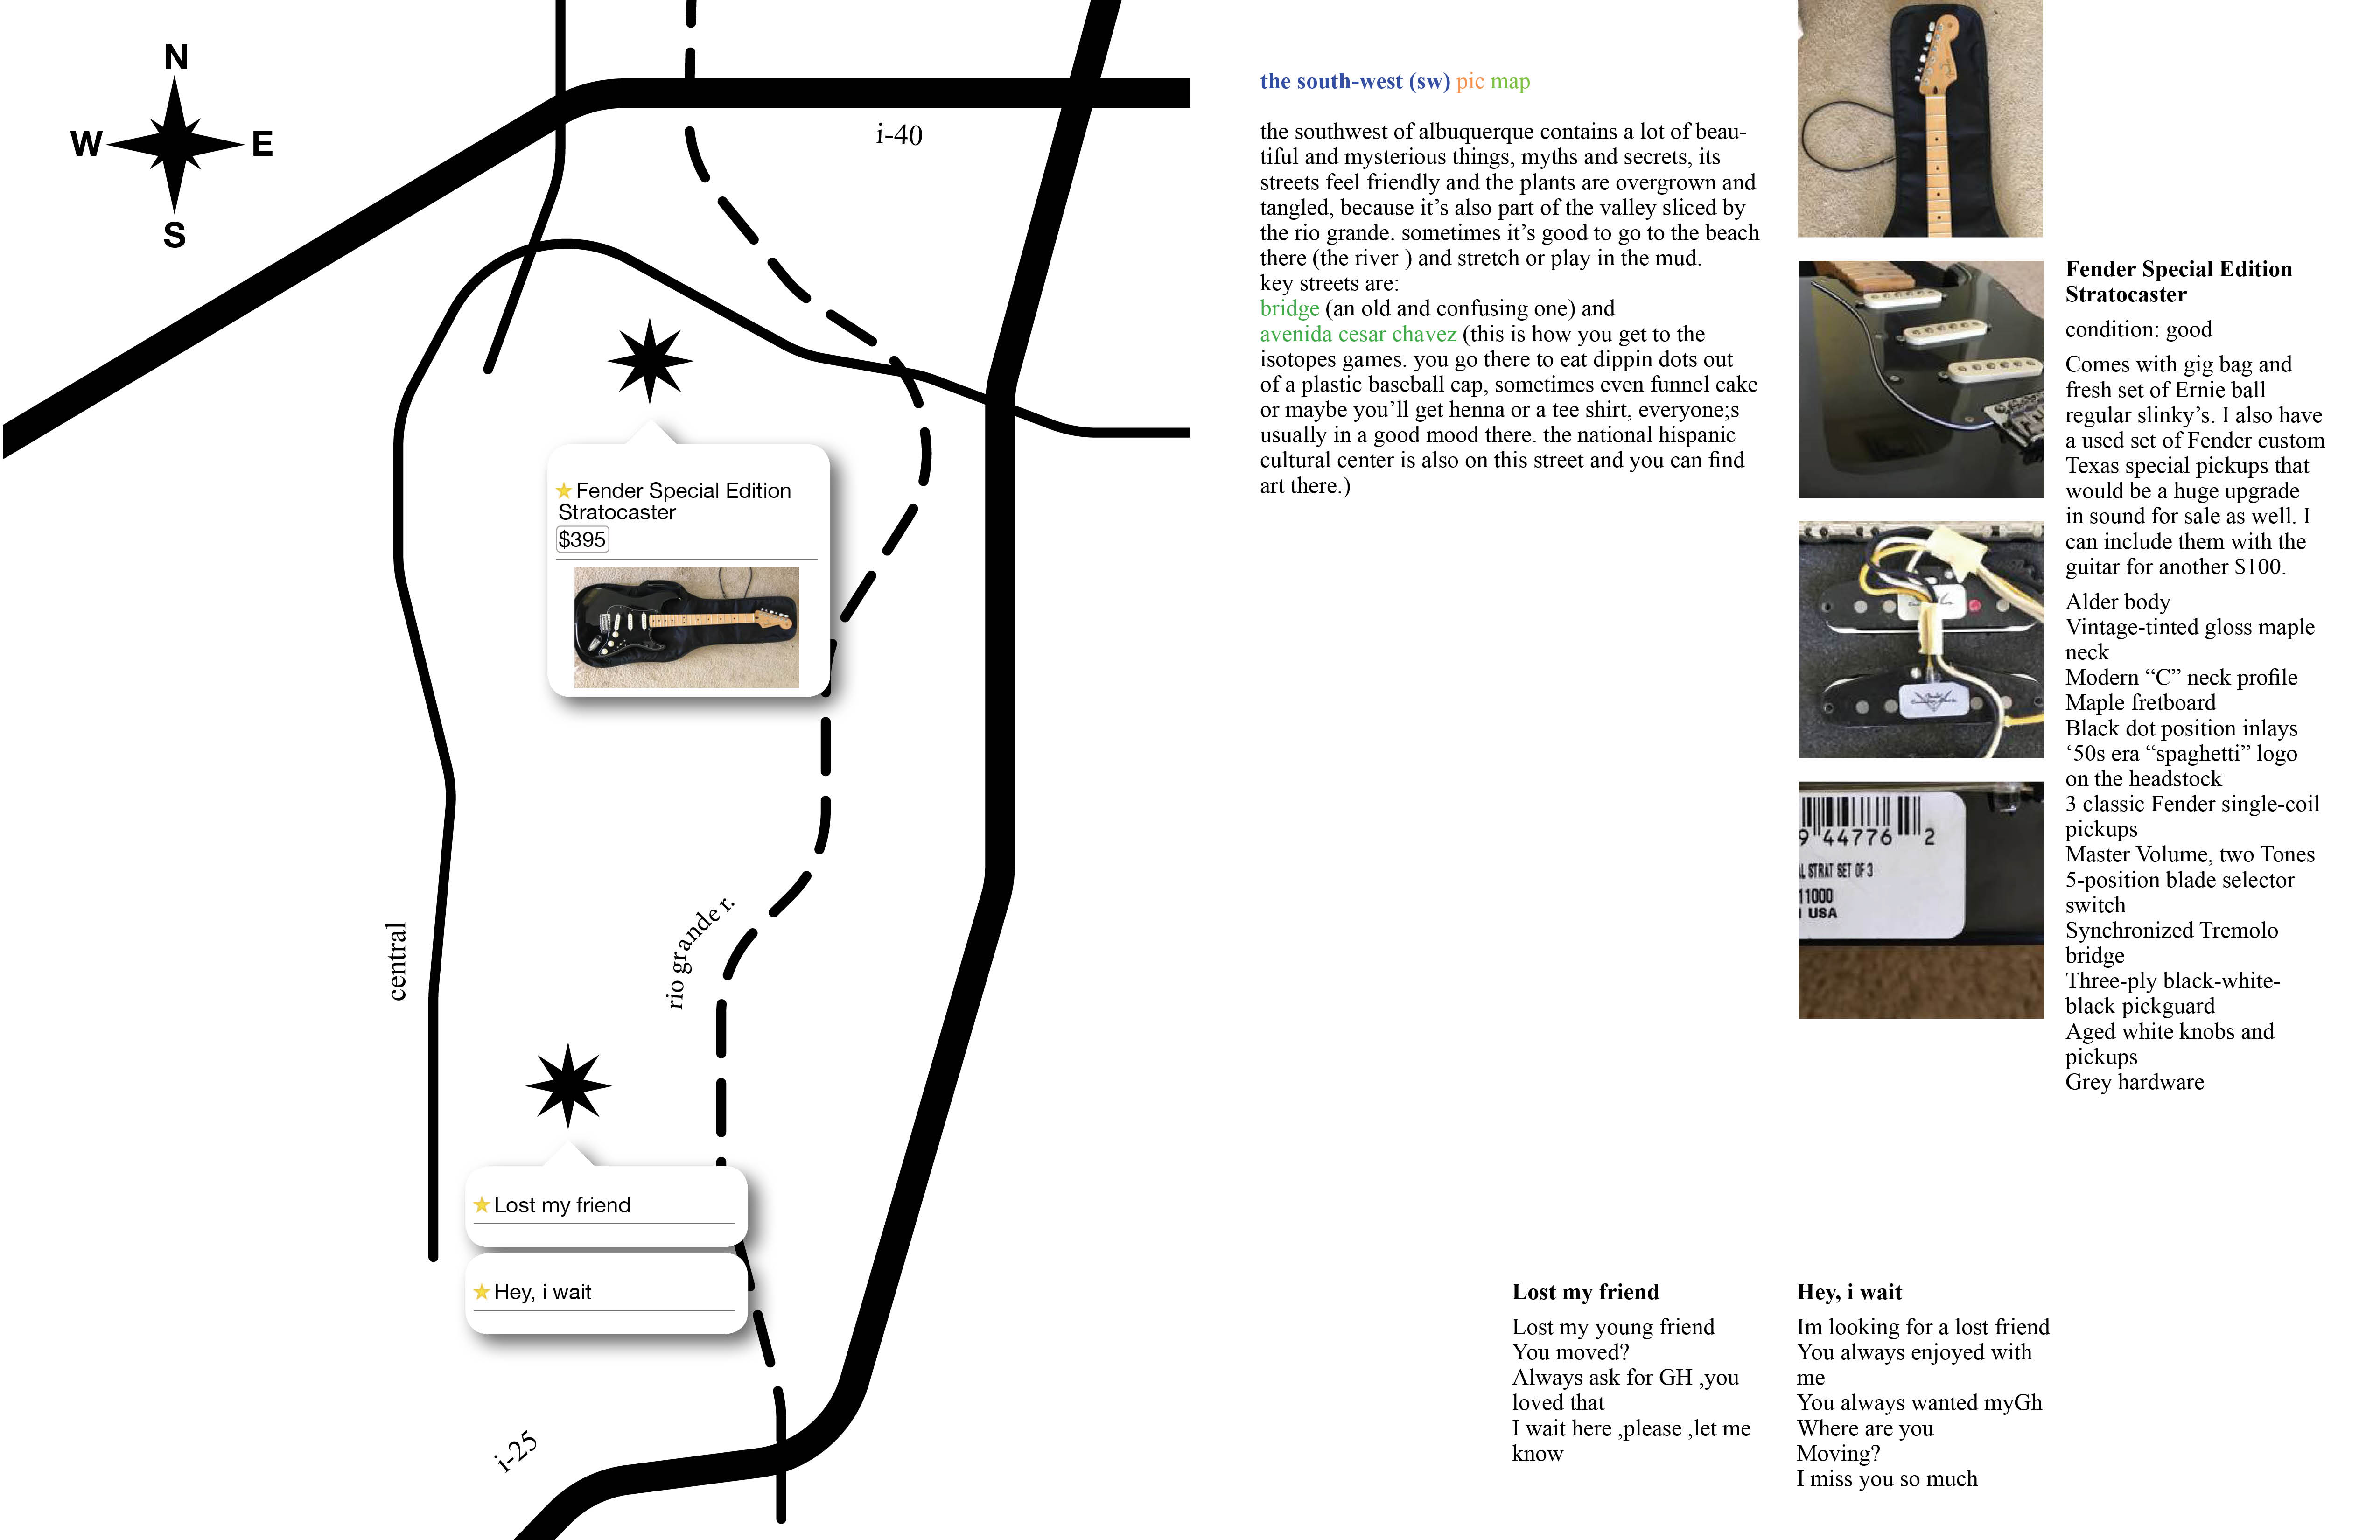 N
W
E
S
i-40
Fender Special Edition
Stratocaster
$395
central
rio grande r.
Lost my friend
Hey, i wait
i-25
the south-west (sw) pic map
the southwest of albuquerque contains a lot of beau-
tiful and mysterious things, myths and secrets, its
streets feel friendly and the plants are overgrown and
tangled, because it’s also part of the valley sliced by
the rio grande. sometimes it’s good to go to the beach
there (the river ) and stretch or play in the mud.
key streets are:
bridge (an old and confusing one) and
avenida cesar chavez (this is how you get to the
isotopes games. you go there to eat dippin dots out
of a plastic baseball cap, sometimes even funnel cake
or maybe you’ll get henna or a tee shirt, everyone;s
usually in a good mood there. the national hispanic
cultural center is also on this street and you can find
art there.)
9 44776 2
L STRAT SET OF 3
11000
USA
Fender Special Edition
Stratocaster
condition: good
Comes with gig bag and
fresh set of Ernie ball
regular slinky’s. I also have
a used set of Fender custom
Texas special pickups that
would be a huge upgrade
in sound for sale as well. I
can include them with the
guitar for another $100.
Alder body
Vintage-tinted gloss maple
neck
Modern “C” neck profile
Maple fretboard
Black dot position inlays
‘50s era “spaghetti” logo
on the headstock
3 classic Fender single-coil
pickups
Master Volume, two Tones
5-position blade selector
switch
Synchronized Tremolo
bridge
Three-ply black-white-
black pickguard
Aged white knobs and
pickups
Grey hardware
Lost my friend
Lost my young friend
You moved?
Always ask for GH ,you
loved that
I wait here ,please ,let me
know
Hey, i wait
Im looking for a lost friend
You always enjoyed with
me
You always wanted myGh
Where are you
Moving?
I miss you so much